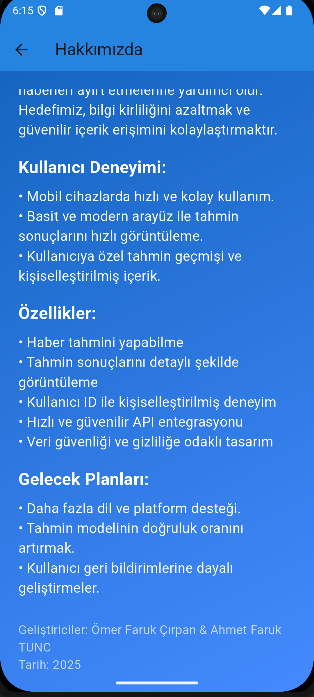 6:15
Hakkımızda
haberleri ayırt etmelerine yardımcı olur.
Hedefimiz, bilgi kirliliğini azaltmak ve
güvenilir içerik erişimini kolaylaştırmaktır.
Kullanıcı Deneyimi:
• Mobil cihazlarda hızlı ve kolay kullanım.
• Basit ve modern arayüz ile tahmin
sonuçlarını hızlı görüntüleme.
• Kullanıcıya özel tahmin geçmişi ve
kişiselleştirilmiş içerik.
Özellikler:
• Haber tahmini yapabilme
• Tahmin sonuçlarını detaylı şekilde
görüntüleme
• Kullanıcı ID ile kişiselleştirilmiş deneyim
• Hızlı ve güvenilir API entegrasyonu
• Veri güvenliği ve gizliliğe odaklı tasarım
Gelecek Planları:
• Daha fazla dil ve platform desteği.
• Tahmin modelinin doğruluk oranını
artırmak.
• Kullanıcı geri bildirimlerine dayalı
geliştirmeler.
Geliştiriciler: Ömer Faruk Çırpan & Ahmet Faruk
TUNC
Tarih: 2025